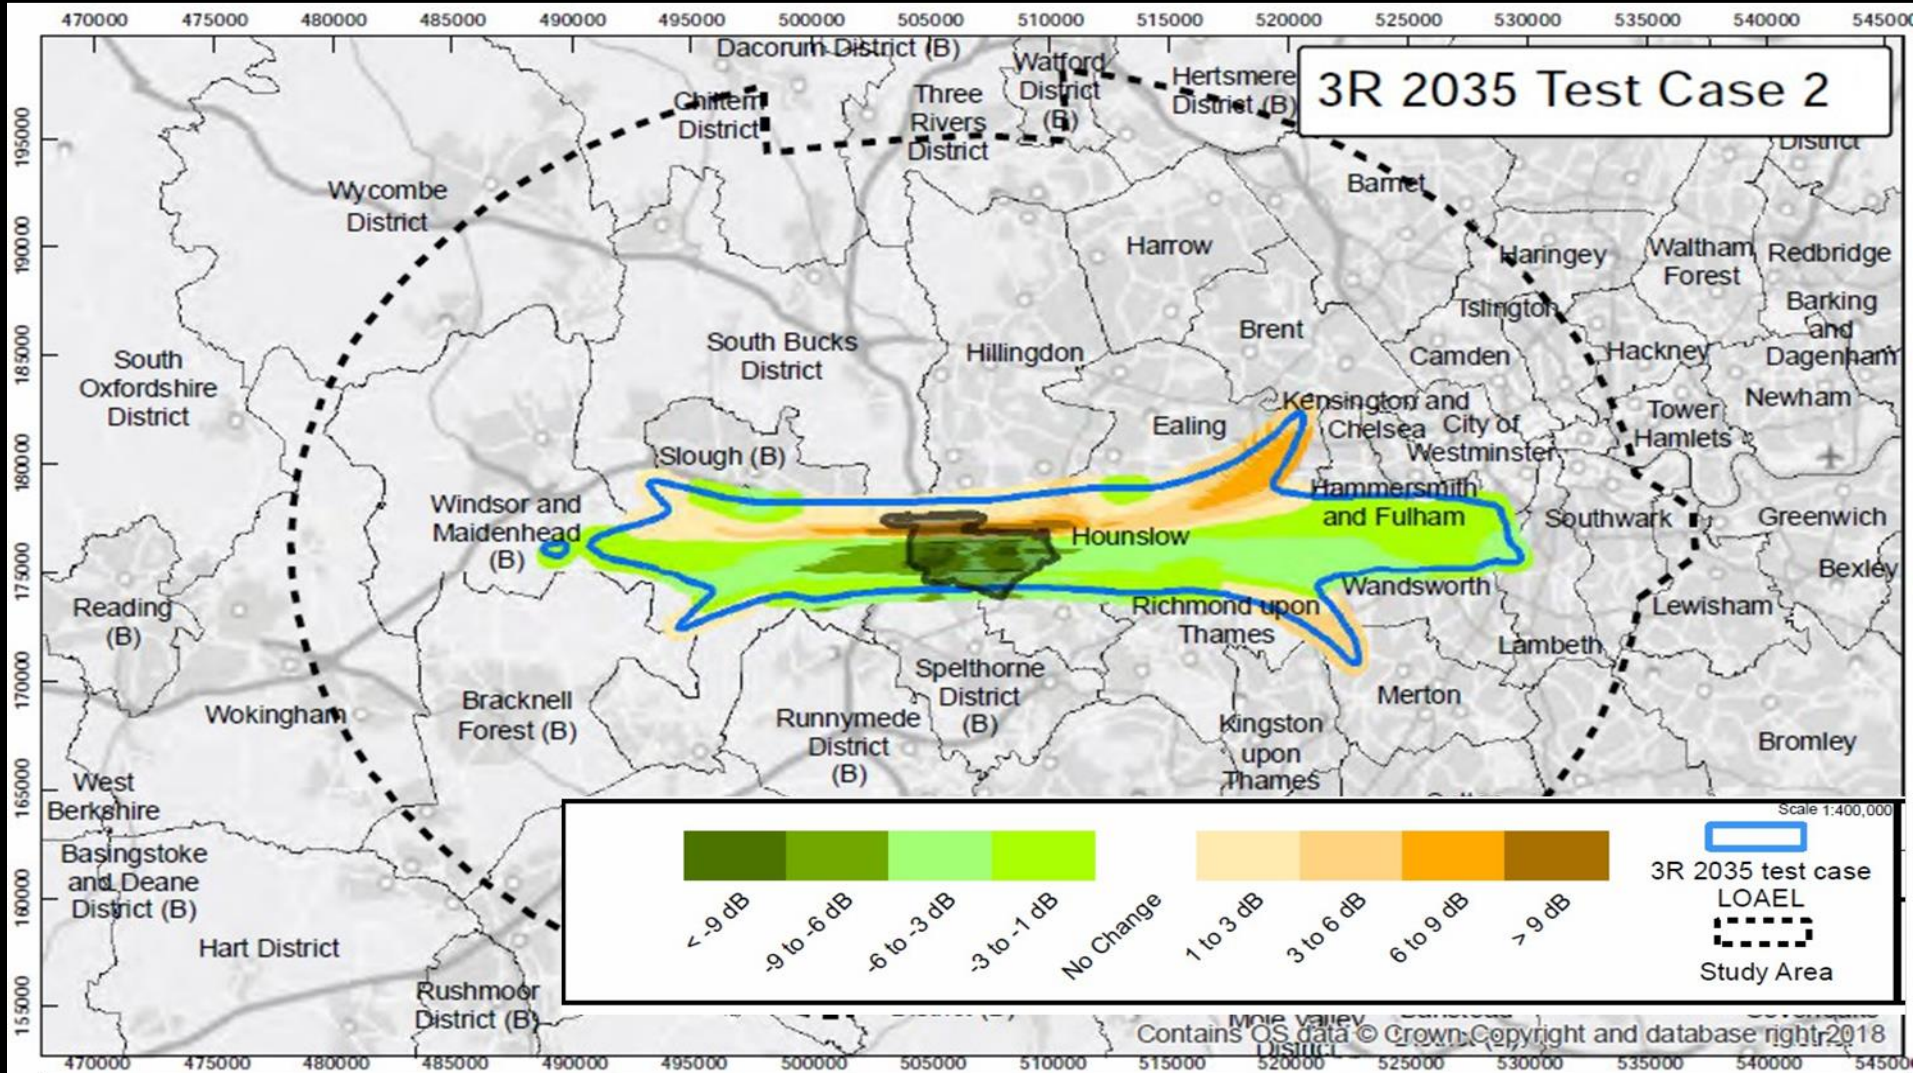 470000 475000 480000 485000 490000 495000 500000 505000 510000 515000 520000 525000 530000 535000 540000 545000
3R 2035 Test Case 2
Dacorum District (B)
Watford
District
(B)
Hertsmere
District (B)
Chiltern
District
Three
Rivers
District
District
Barnet
Wycombe
District
Harrow
Haringey
Waltham
Forest
Redbridge
Tslington
Barking
and
Dagenham
South Bucks
District
Hillingdon
Brent
Camden
Hackney
South
Oxfordshire
District
Newham
Kensington and
Chelsea
City of
Westminster
Tower
Hamlets
Ealing
Slough (B)
Windsor and
Maidenhead
(B)
Hammersmith
and Fulham
Southwark
Greenwich
Hounslow
Bexley
Wandsworth
Reading
(B)
Richmond upon
Thames
Lewisham
Lambeth
Spelthorne
District
(B)
Merton
Bracknell
Forest (B)
Wokingham
Runnymede
District
(B)
Kingston
upon
Thames
Bromley
West
Berkshire
Basingstoke
and Deane
District (B)
Hart District
Rushmoor
District (B)
195000
190000
185000
180000
175000
170000
165000
160000
155000
Scale 1:400,000
< -9 dB
-9 to -6 dB
-6 to -3 dB
-3 to -1 dB
No Change
1 to 3 dB
3 to 6 dB
6 to 9 dB
> 9 dB
3R 2035 test case
LOAEL
Study Area
Mole Valley
District
Contains OS data © Crown Copyright and database right 2018
470000 475000 480000 485000 490000 495000 500000 505000 510000 515000 520000 525000 530000 535000 540000 545000